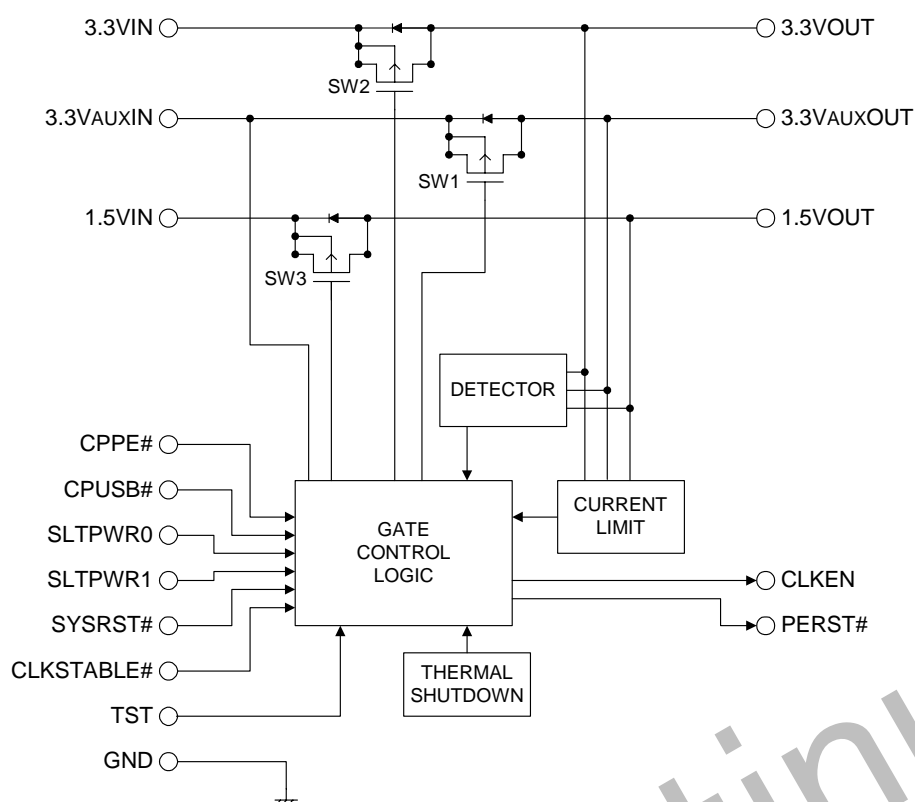 3.3VIN
3.3VOUT
SW2
3.3VAUXIN
3.3VAUXOUT
SW1
1.5VIN
1.5VOUT
SW3
DETECTOR
CPPE#
CPUSB#
SLTPWR0
SLTPWR1
SYSRST#
CLKSTABLE#
TST
GND
GATE
CONTROL
LOGIC
CURRENT
LIMIT
CLKEN
PERST#
THERMAL
SHUTDOWN